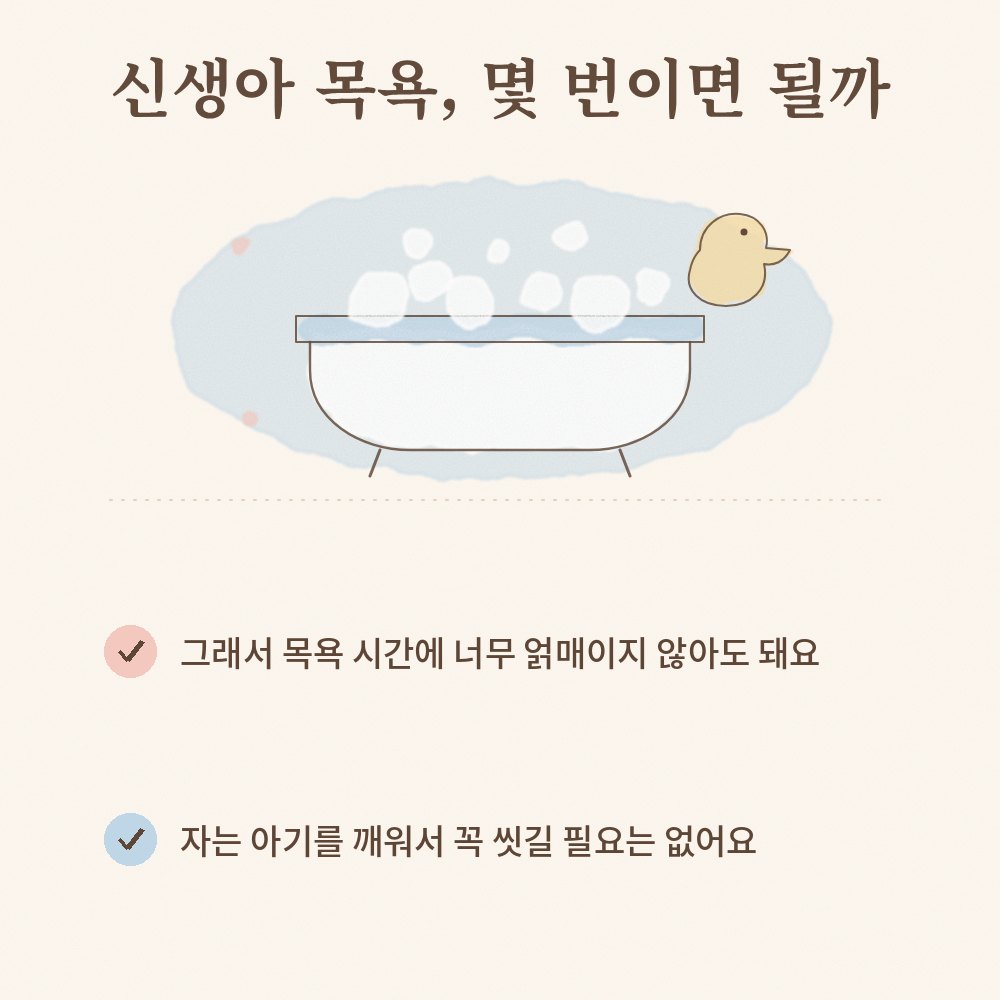 신생아 목욕, 몇 번이면 될까
그래서 목욕 시간에 너무 얽매이지 않아도 돼요
자는 아기를 깨워서 꼭 씻길 필요는 없어요